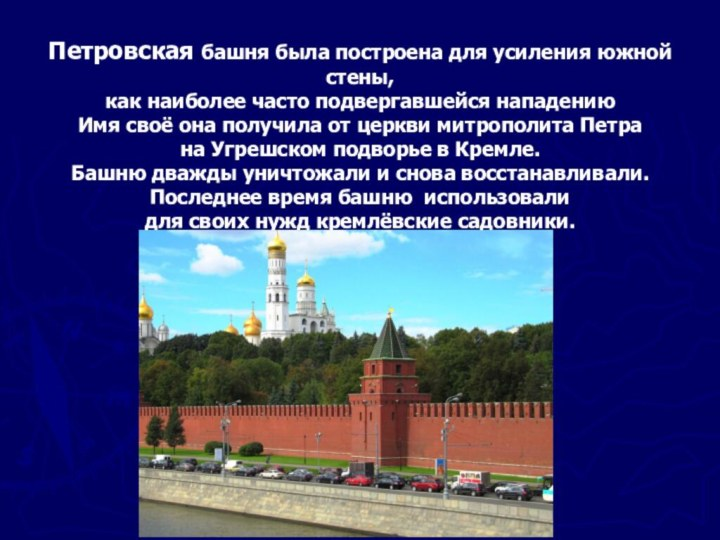 Петровская башня была построена для усиления южной
стены,
как наиболее часто подвергавшейся нападению
Имя своё она получила от церкви митрополита Петра
на Угрешском подворье в Кремле.
Башню дважды уничтожали и снова восстанавливали.
Последнее время башню использовали
для своих нужд кремлёвские садовники.